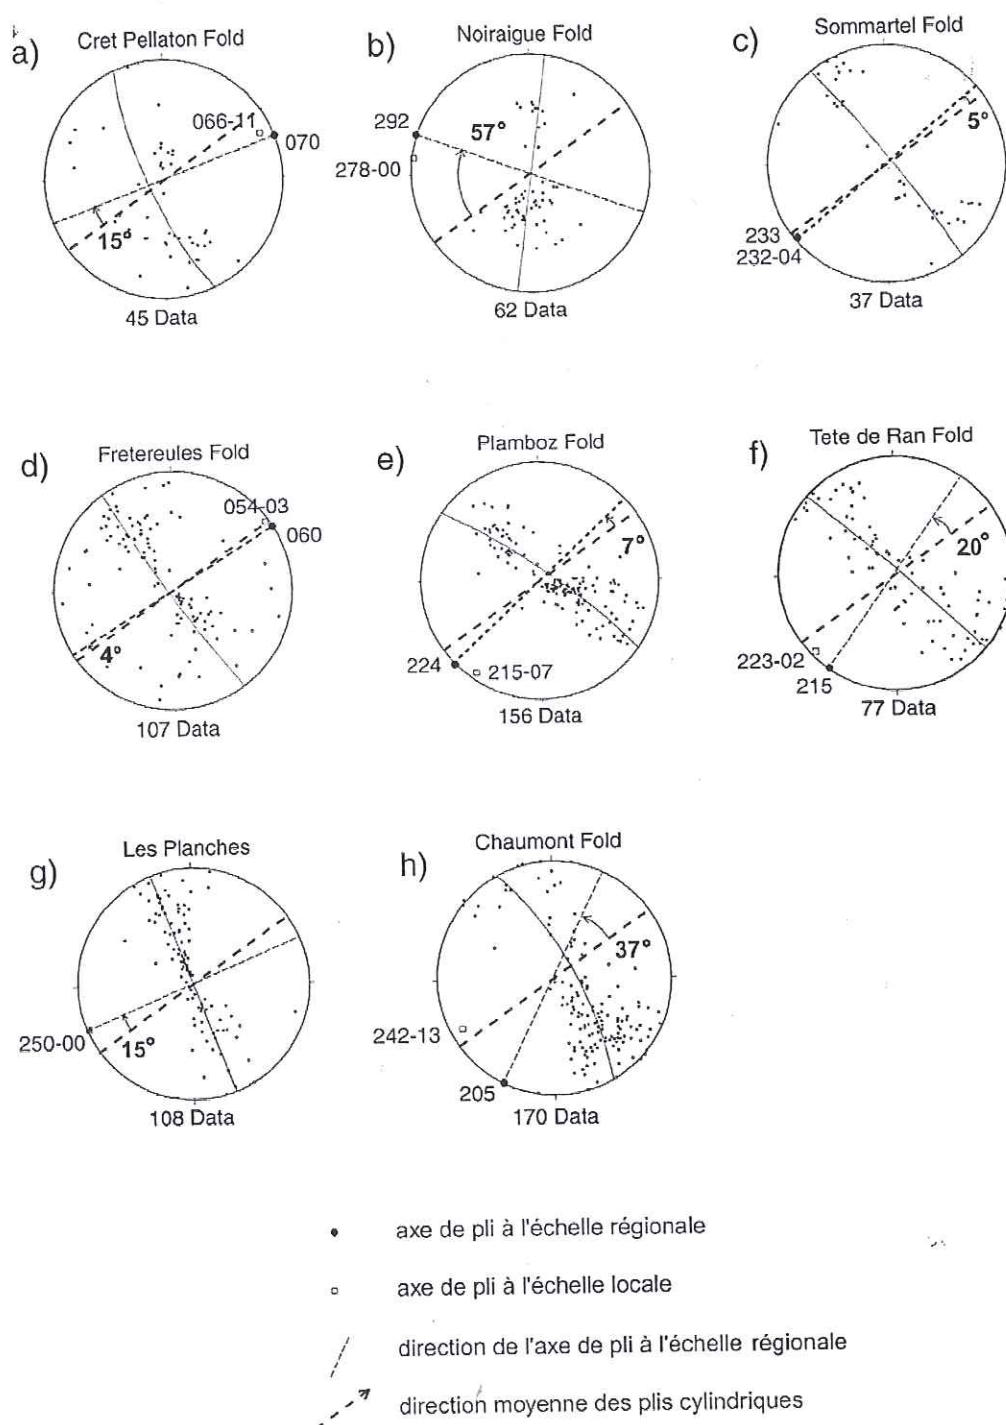 a)
Cret Pellaton Fold
066-11
070
15°
45 Data
b)
Noiraigue Fold
292
57°
278-00
62 Data
c)
Sommartel Fold
5°
233
232-04
37 Data
d)
Fretereules Fold
054-03
060
4°
107 Data
e)
Plamboz Fold
7°
224
215-07
156 Data
f)
Tete de Ran Fold
20°
223-02
215
77 Data
g)
Les Planches
250-00
15°
108 Data
h)
Chaumont Fold
37°
242-13
205
170 Data
axe de pli à l'échelle régionale
axe de pli à l'échelle locale
direction de l'axe de pli à l'échelle régionale
direction moyenne des plis cylindriques